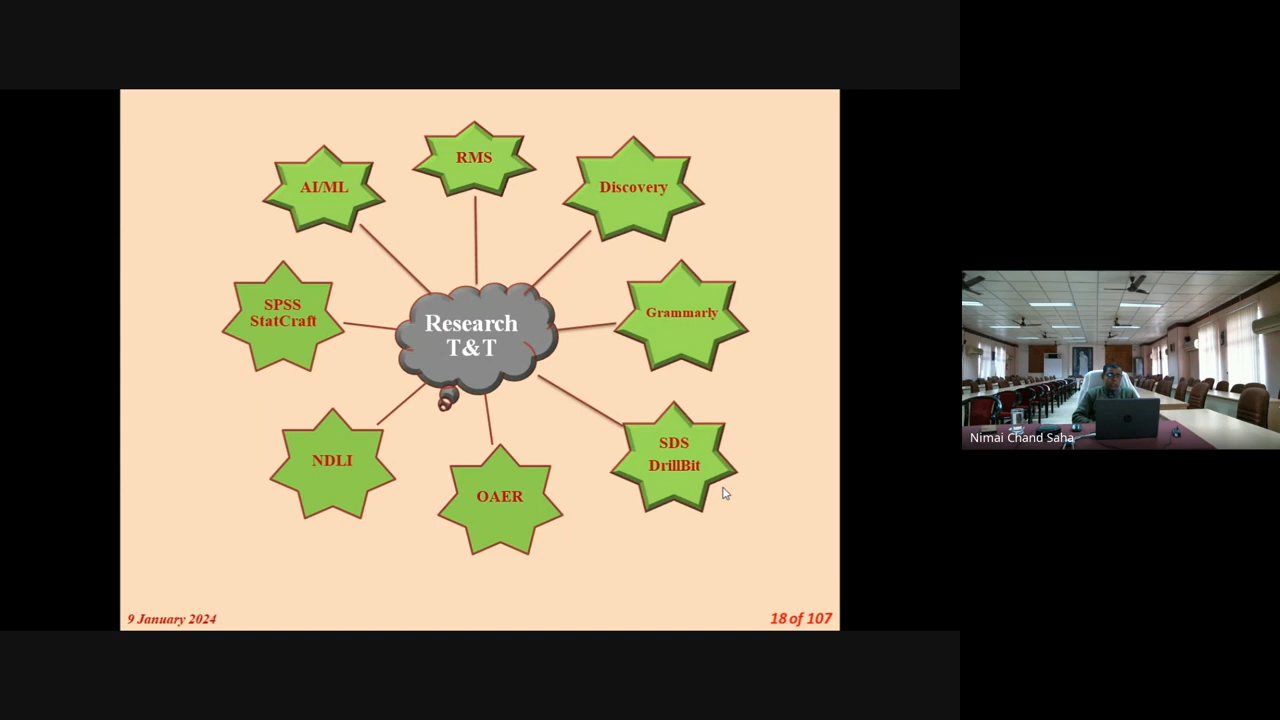 RMS
AI/ML
Discovery
SPSS
StatCraft
Grammarly
Research
T&T
NDLI
SDS
DrillBit
OAER
9 January 2024
18 of 107
Nimai Chand Saha